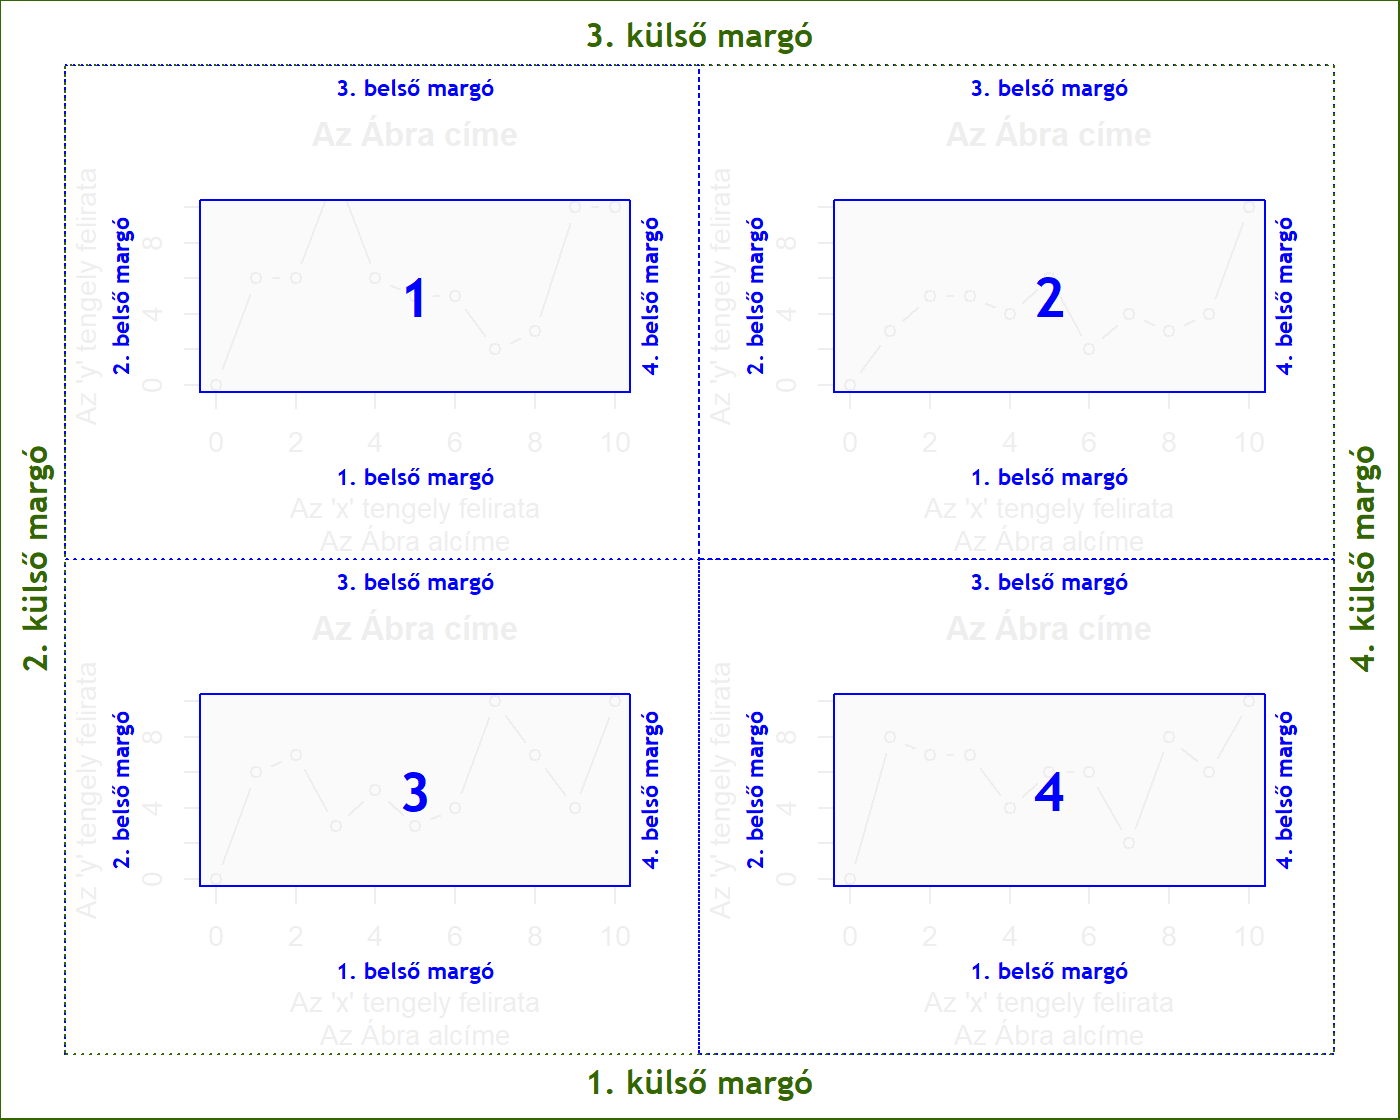 3. külső margó
3. belső margó
Az Ábra címe
Az 'y' tengely felirata
2. belső margó
0 4 8
1
4. belső margó
0 2 4 6 8 10
1. belső margó
Az 'x' tengely felirata
Az Ábra alcíme
3. belső margó
Az Ábra címe
Az 'y' tengely felirata
2. belső margó
0 4 8
2
4. belső margó
0 2 4 6 8 10
1. belső margó
Az 'x' tengely felirata
Az Ábra alcíme
2. külső margó
4. külső margó
3. belső margó
Az Ábra címe
Az 'y' tengely felirata
2. belső margó
0 4 8
3
4. belső margó
0 2 4 6 8 10
1. belső margó
Az 'x' tengely felirata
Az Ábra alcíme
3. belső margó
Az Ábra címe
Az 'y' tengely felirata
2. belső margó
0 4 8
4
4. belső margó
0 2 4 6 8 10
1. belső margó
Az 'x' tengely felirata
Az Ábra alcíme
1. külső margó